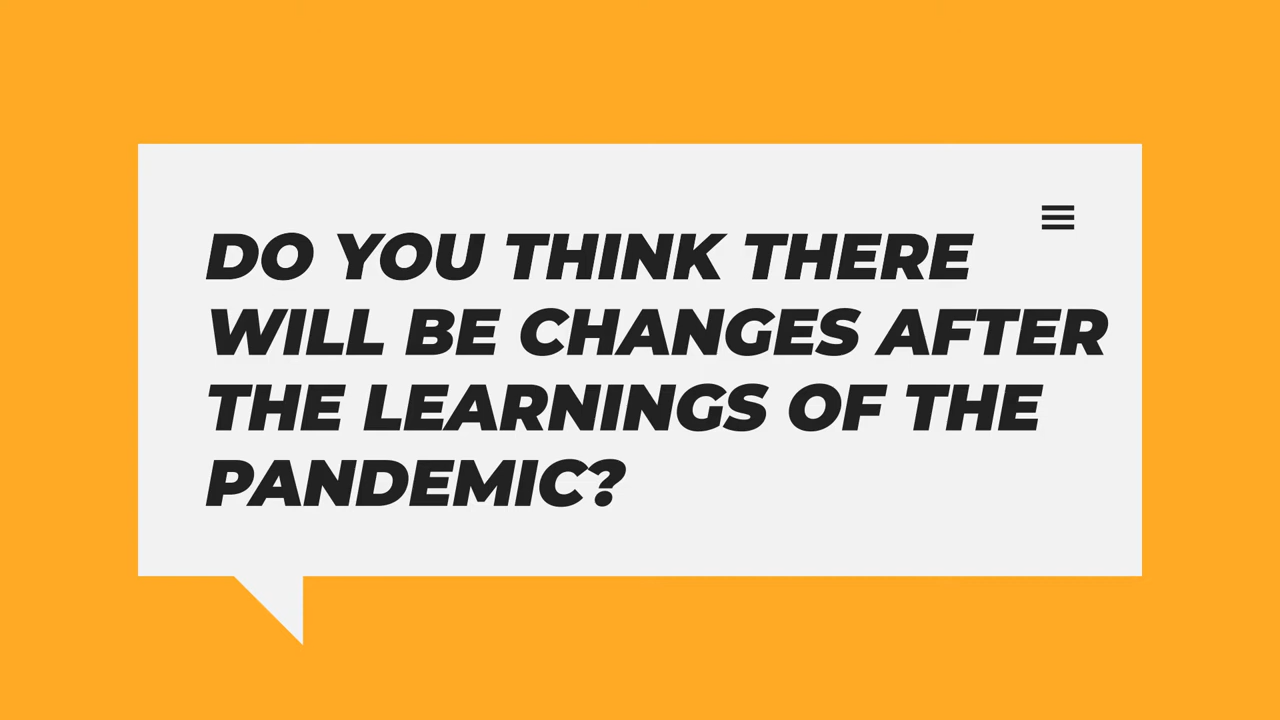 DO YOU THINK THERE
WILL BE CHANGES AFTER
THE LEARNINGS OF THE
PANDEMIC?